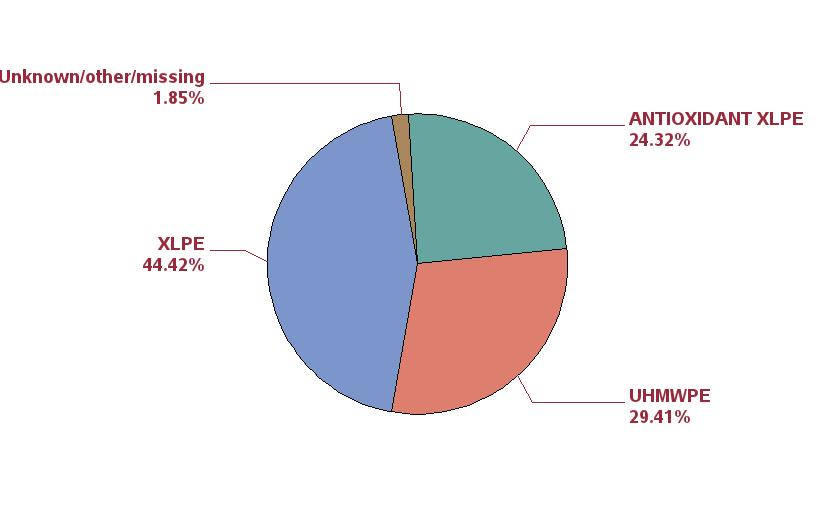 Unknown/other/missing
1.85%
ANTIOXIDANT XLPE
24.32%
XLPE
44.42%
UHMWPE
29.41%